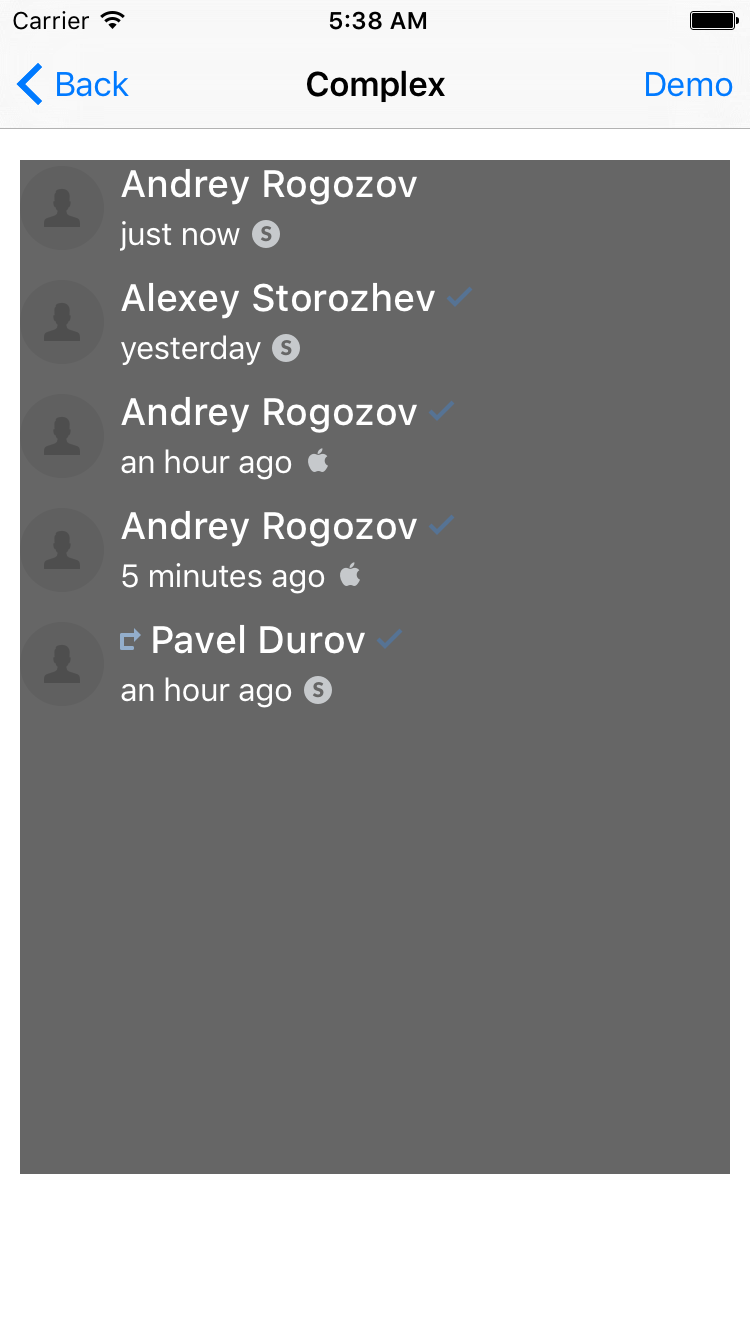 Carrier 5:38 AM
Back Complex Demo
Andrey Rogozov
just now S
Alexey Storozhev
yesterday S
Andrey Rogozov
an hour ago
Andrey Rogozov
5 minutes ago
Pavel Durov
an hour ago S